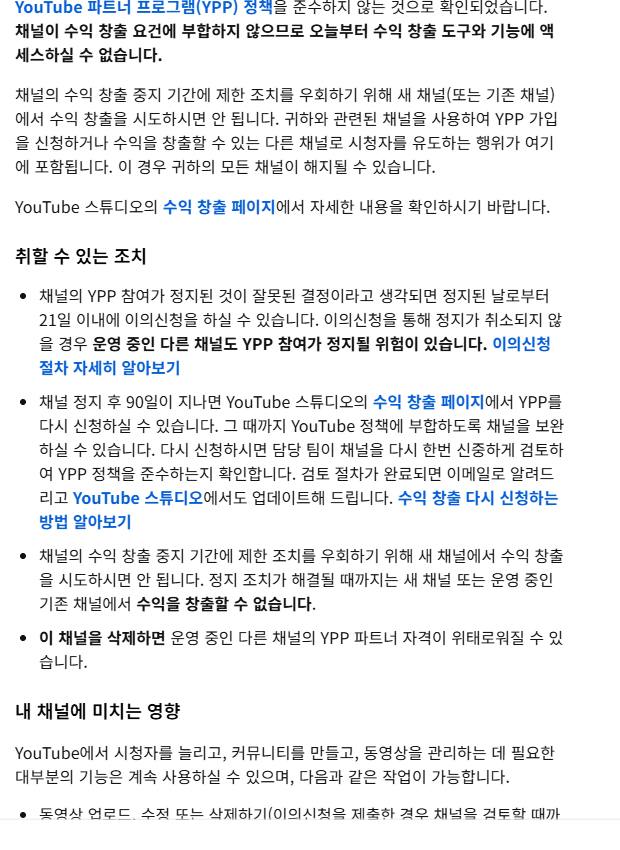 YouTube 파트너 프로그램(YPP) 정책을 준수하지 않는 것으로 확인되었습니다.
채널이 수익 창출 요건에 부합하지 않으므로 오늘부터 수익 창출 도구와 기능에 액
세스하실 수 없습니다.
채널의 수익 창출 중지 기간에 제한 조치를 우회하기 위해 새 채널(또는 기존 채널)
에서 수익 창출을 시도하시면 안 됩니다. 귀하와 관련된 채널을 사용하여 YPP 가입
을 신청하거나 수익을 창출할 수 있는 다른 채널로 시청자를 유도하는 행위가 여기
에 포함됩니다. 이 경우 귀하의 모든 채널이 해지될 수 있습니다.
YouTube 스튜디오의 수익 창출 페이지에서 자세한 내용을 확인하시기 바랍니다.
취할 수 있는 조치
• 채널의 YPP 참여가 정지된 것이 잘못된 결정이라고 생각되면 정지된 날로부터
21일 이내에 이의신청을 하실 수 있습니다. 이의신청을 통해 정지가 취소되지 않
을 경우 운영 중인 다른 채널도 YPP 참여가 정지될 위험이 있습니다. 이의신청
절차 자세히 알아보기
• 채널 정지 후 90일이 지나면 YouTube 스튜디오의 수익 창출 페이지에서 YPP를
다시 신청하실 수 있습니다. 그 때까지 YouTube 정책에 부합하도록 채널을 보완
하실 수 있습니다. 다시 신청하시면 담당 팀이 채널을 다시 한번 신중하게 검토하
여 YPP 정책을 준수하는지 확인합니다. 검토 절차가 완료되면 이메일로 알려드
리고 YouTube 스튜디오에서도 업데이트해 드립니다. 수익 창출 다시 신청하는
방법 알아보기
• 채널의 수익 창출 중지 기간에 제한 조치를 우회하기 위해 새 채널에서 수익 창출
을 시도하시면 안 됩니다. 정지 조치가 해결될 때까지는 새 채널 또는 운영 중인
기존 채널에서 수익을 창출할 수 없습니다.
• 이 채널을 삭제하면 운영 중인 다른 채널의 YPP 파트너 자격이 위태로워질 수 있
습니다.
내 채널에 미치는 영향
YouTube에서 시청자를 늘리고, 커뮤니티를 만들고, 동영상을 관리하는 데 필요한
대부분의 기능은 계속 사용하실 수 있으며, 다음과 같은 작업이 가능합니다.
• 동영상 업로드, 수정 또는 삭제하기(이의신청을 제출한 경우 채널을 검토할 때까